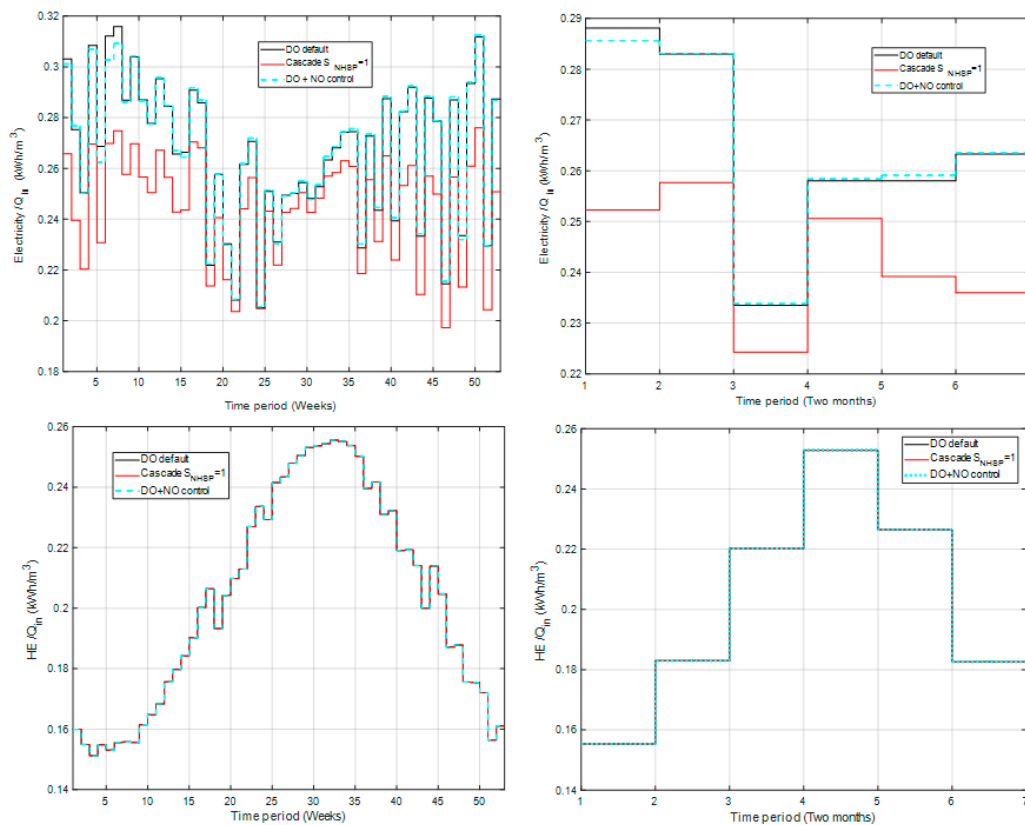 Electricity /Q_in (kWh/m^3)
0.32
0.3
0.28
0.26
0.24
0.22
0.2
0.18
DO default
Cascade S_NHSP=1
DO + NO control
5 10 15 20 25 30 35 40 45 50
Time period (Weeks)
Electricity /Q_in (kWh/m^3)
0.29
0.28
0.27
0.26
0.25
0.24
0.23
0.22
DO default
Cascade S_NHSP=1
DO+NO control
1 2 3 4 5 6
Time period (Two months)
HE /Q_in (kWh/m^3)
0.26
0.24
0.22
0.2
0.18
0.16
0.14
DO default
Cascade S_NHSP=1
DO+NO control
5 10 15 20 25 30 35 40 45 50
Time period (Weeks)
HE /Q_in (kWh/m^3)
0.26
0.24
0.22
0.2
0.18
0.16
0.14
DO default
Cascade S_NHSP=1
DO+NO control
1 2 3 4 5 6 7
Time period (Two months)